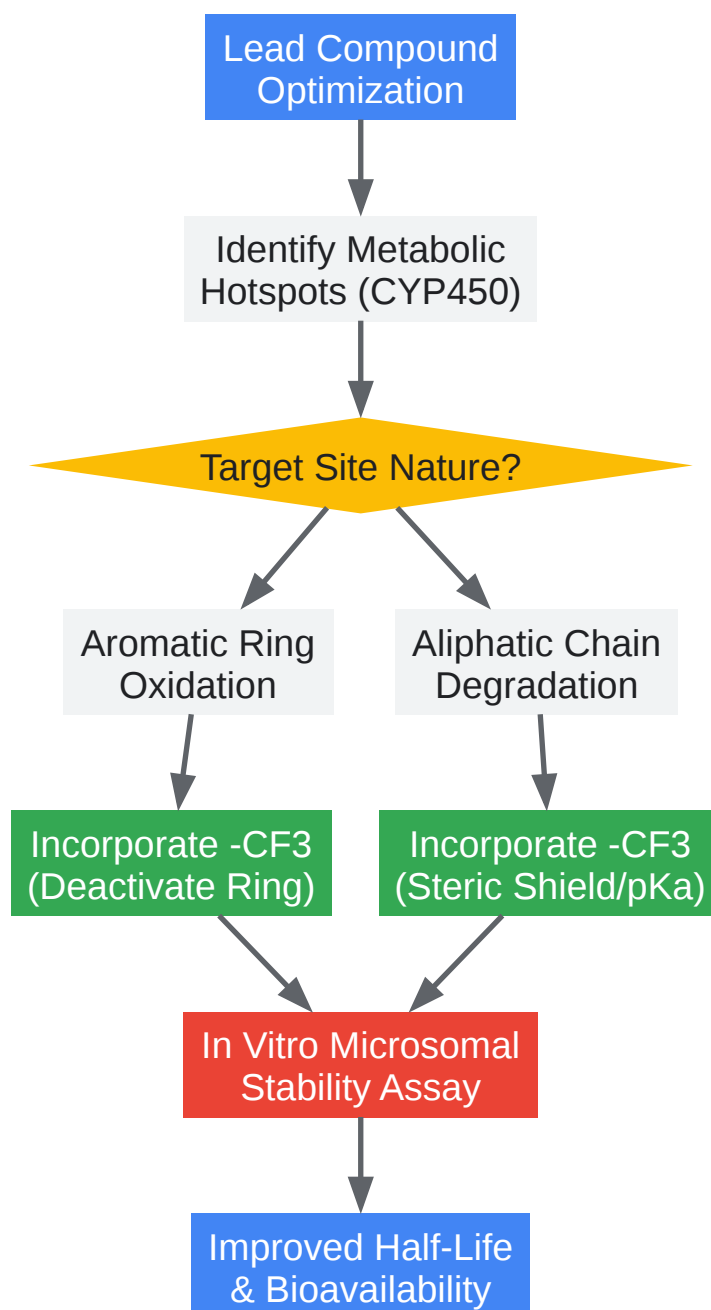 Lead Compound
Optimization
Identify Metabolic
Hotspots (CYP450)
Target Site Nature?
Aromatic Ring
Oxidation
Aliphatic Chain
Degradation
Incorporate -CF3
(Deactivate Ring)
Incorporate -CF3
(Steric Shield/pKa)
In Vitro Microsomal
Stability Assay
Improved Half-Life
& Bioavailability